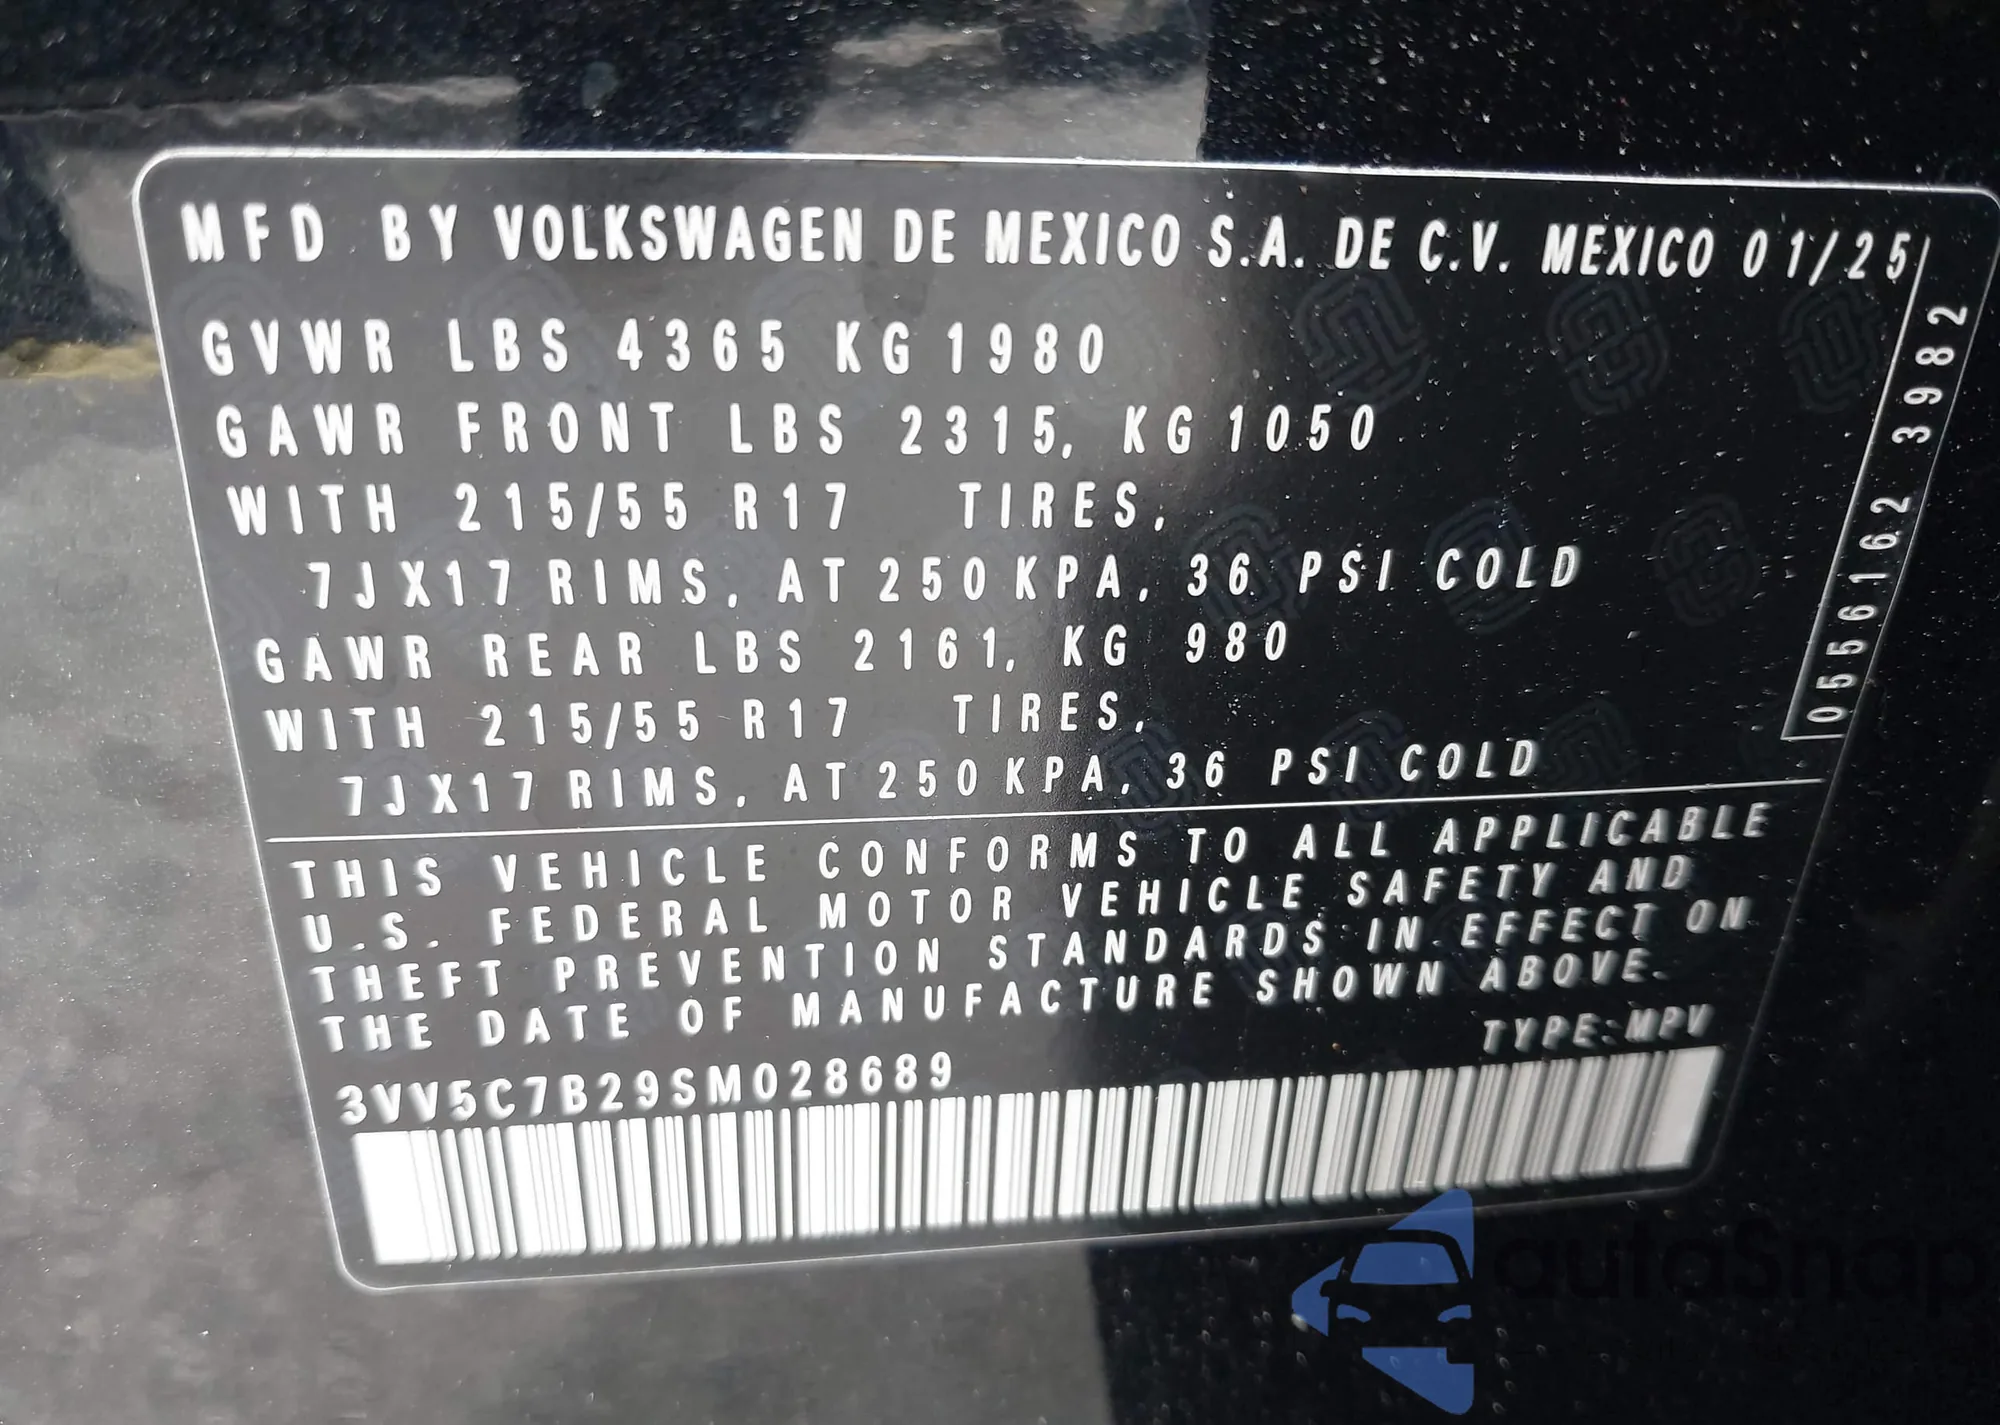 MFD BY VOLKSWAGEN DE MEXICO S.A. DE C.V. MEXICO 01/25
GVWR LBS 4365 KG 1980
GAWR FRONT LBS 2315, KG 1050
WITH 215/55 R17 TIRES,
7JX17 RIMS, AT 250 KPA, 36 PSI COLD
GAWR REAR LBS 2161, KG 980
WITH 215/55 R17 TIRES,
7JX17 RIMS, AT 250 KPA, 36 PSI COLD
0556162 3982
THIS VEHICLE CONFORMS TO ALL APPLICABLE
U.S. FEDERAL MOTOR VEHICLE SAFETY AND
THEFT PREVENTION STANDARDS IN EFFECT ON
THE DATE OF MANUFACTURE SHOWN ABOVE.
TYPE:MPV
3VV5C7B29SM028689
autoSnap